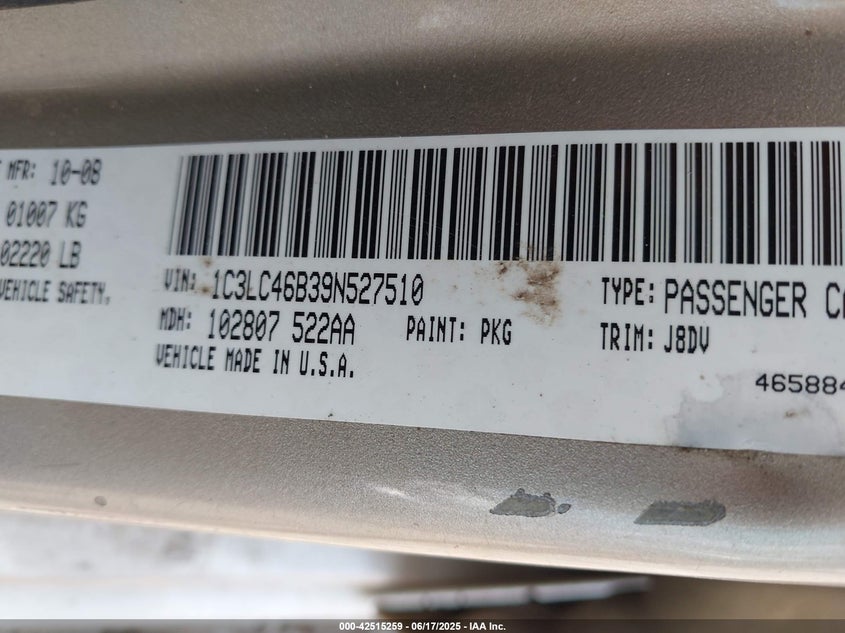 MFR: 10-08
01007 KG
02220 LB
VEHICLE SAFETY.
VIN: 1C3LC46B39N527510
TYPE: PASSENGER
MDH: 102807 522AA
PAINT: PKG
TRIM: J8DV
VEHICLE MADE IN U.S.A.
46588
000-42515259 | 06/17/2025 - IAA Inc.